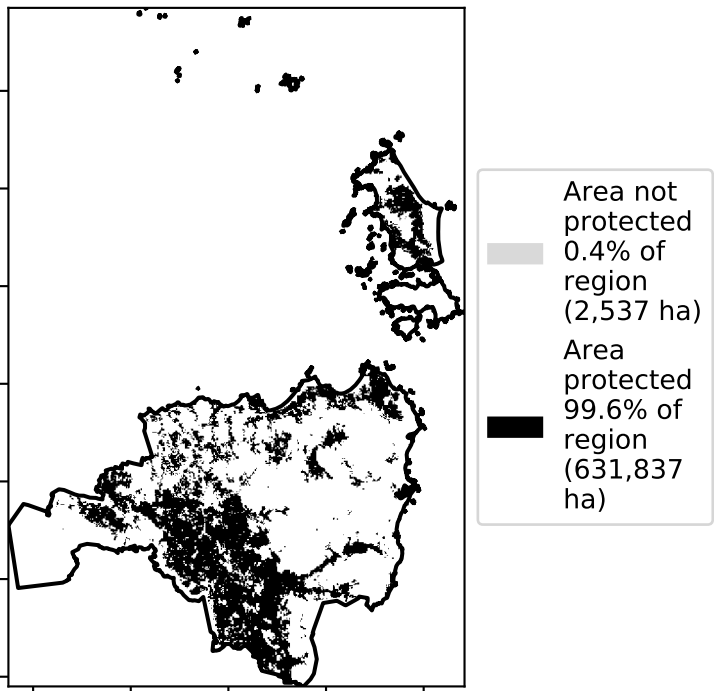 Area not
protected
0.4% of
region
(2,537 ha)
Area
protected
99.6% of
region
(631,837
ha)